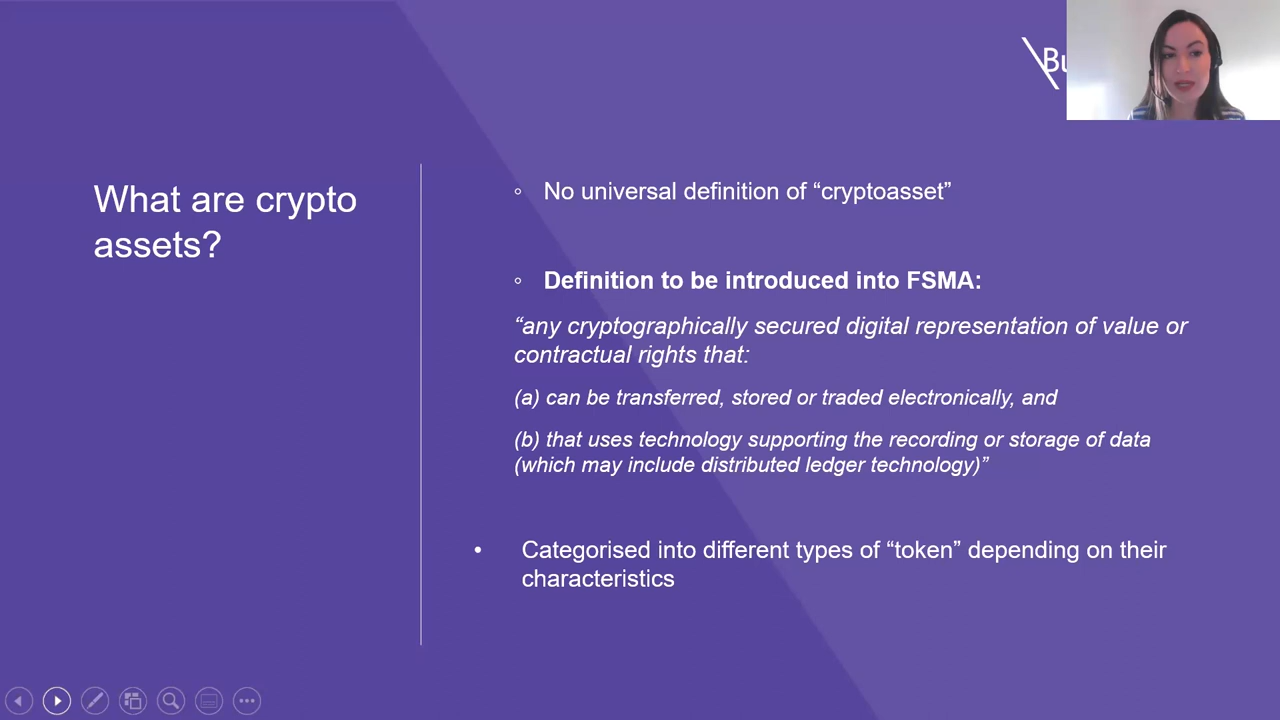 What are crypto
assets?
No universal definition of “cryptoasset”
Definition to be introduced into FSMA:
“any cryptographically secured digital representation of value or
contractual rights that:
(a) can be transferred, stored or traded electronically, and
(b) that uses technology supporting the recording or storage of data
(which may include distributed ledger technology)”
Categorised into different types of “token” depending on their
characteristics